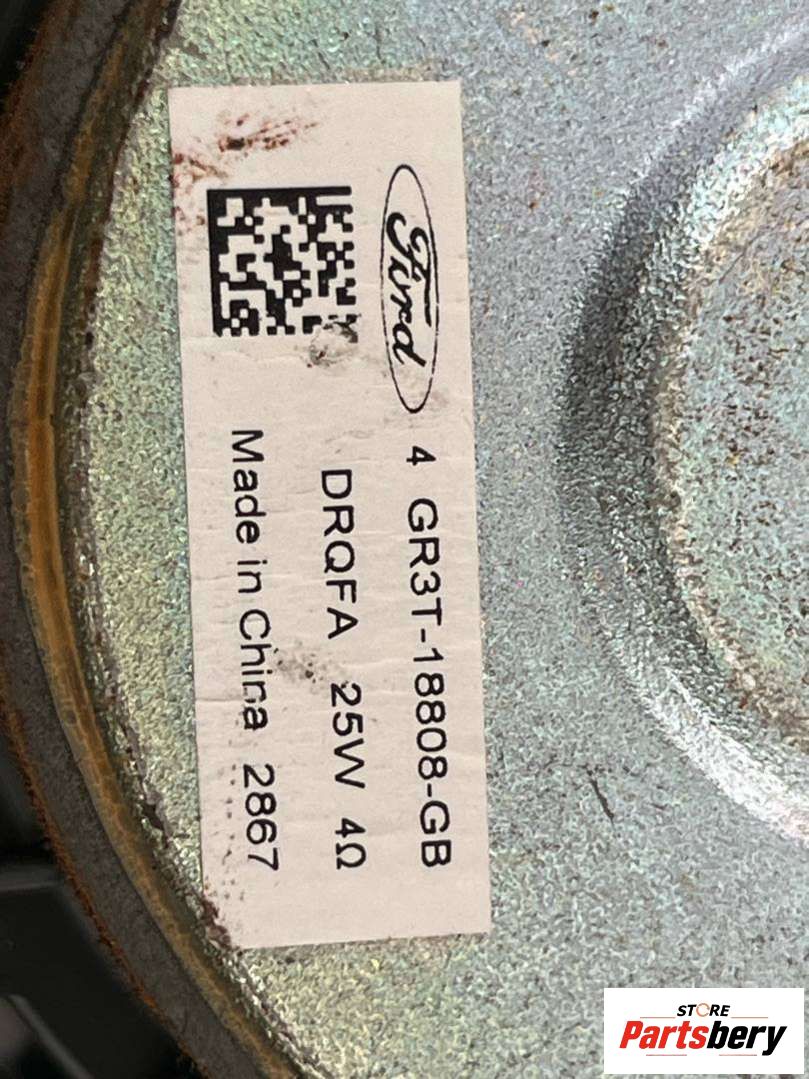 Ford
4 GR3T-18808-GB
DRQFA 25W 4Ω
Made in China 2867
STORE
Partsbery